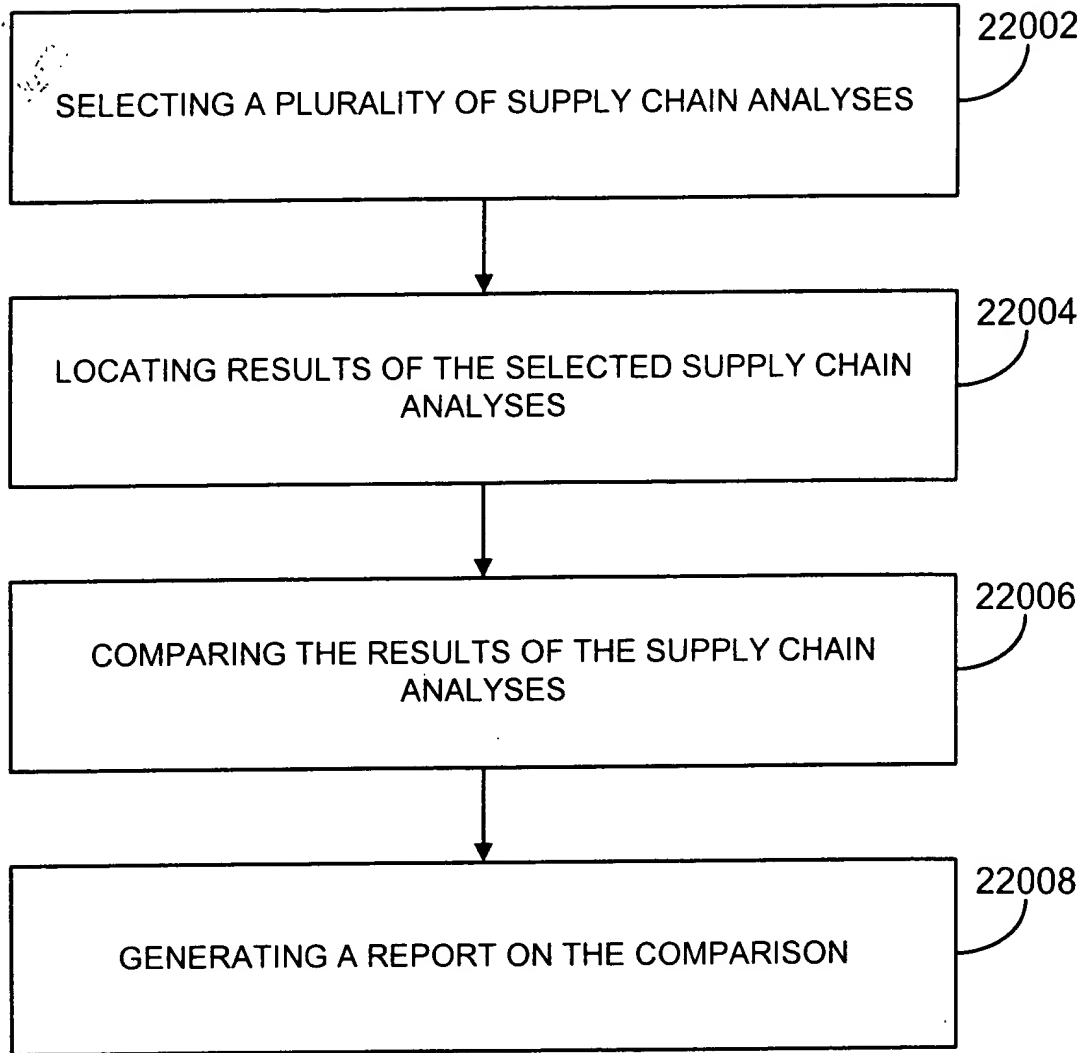 22002
SELECTING A PLURALITY OF SUPPLY CHAIN ANALYSES
22004
LOCATING RESULTS OF THE SELECTED SUPPLY CHAIN
ANALYSES
22006
COMPARING THE RESULTS OF THE SUPPLY CHAIN
ANALYSES
22008
GENERATING A REPORT ON THE COMPARISON